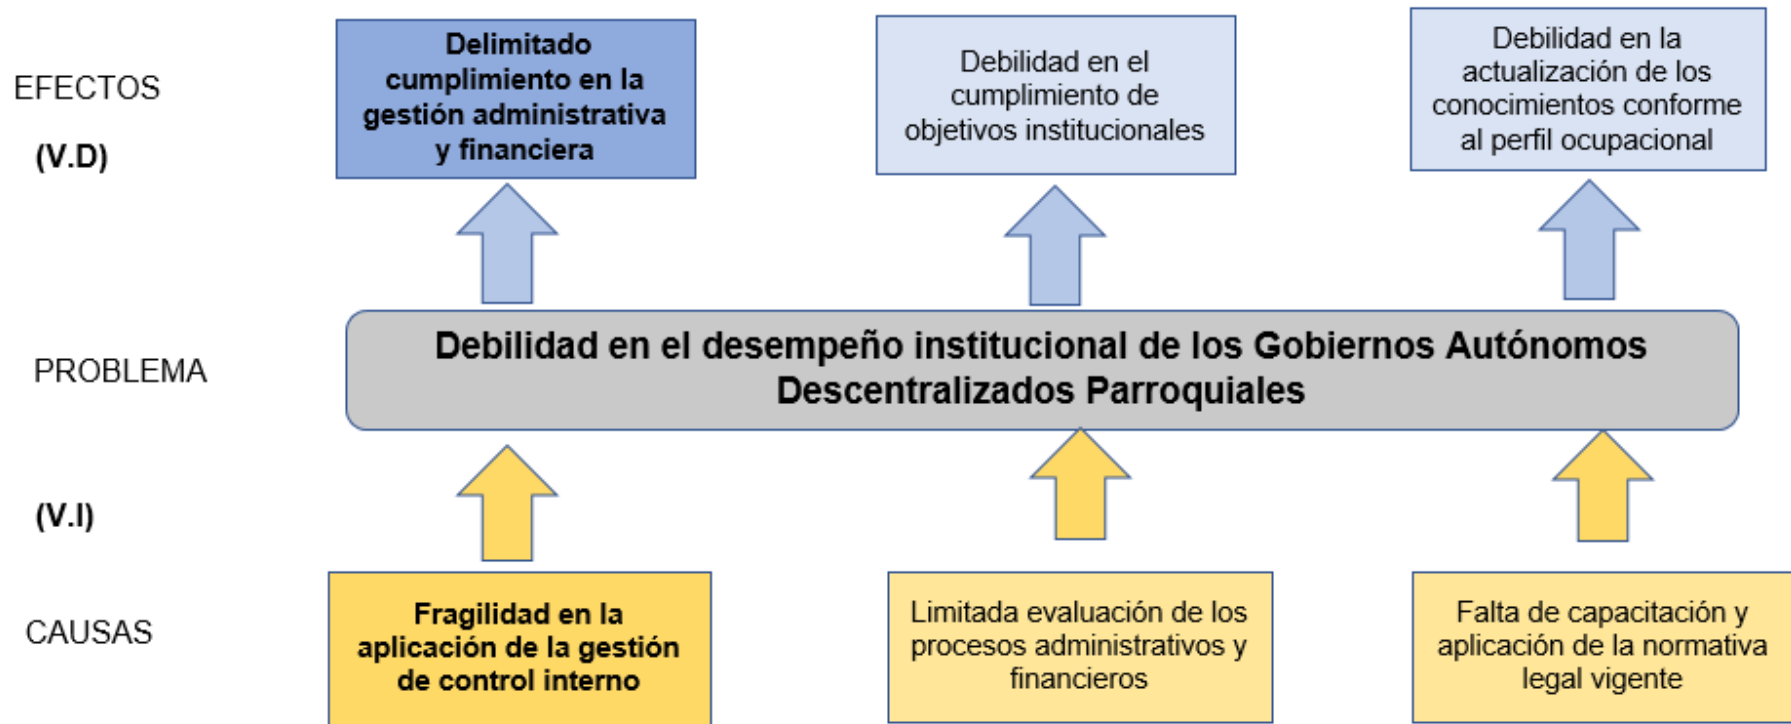 EFECTOS
(V.D)
Delimitado
cumplimiento en la
gestión administrativa
y financiera
Debilidad en el
cumplimiento de
objetivos institucionales
Debilidad en la
actualización de los
conocimientos conforme
al perfil ocupacional
PROBLEMA
Debilidad en el desempeño institucional de los Gobiernos Autónomos
Descentralizados Parroquiales
(V.I)
CAUSAS
Fragilidad en la
aplicación de la gestión
de control interno
Limitada evaluación de los
procesos administrativos y
financieros
Falta de capacitación y
aplicación de la normativa
legal vigente